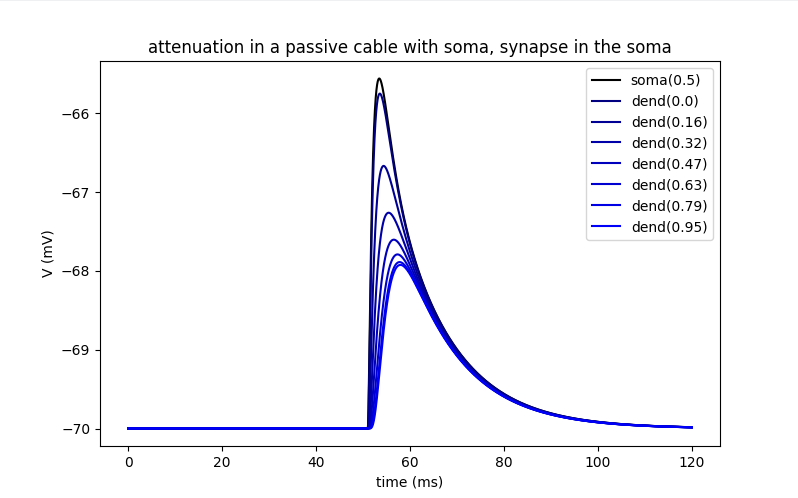 attenuation in a passive cable with soma, synapse in the soma
soma(0.5)
dend(0.0)
dend(0.16)
dend(0.32)
dend(0.47)
dend(0.63)
dend(0.79)
dend(0.95)
V (mV)
−66
−67
−68
−69
−70
0 20 40 60 80 100 120
time (ms)